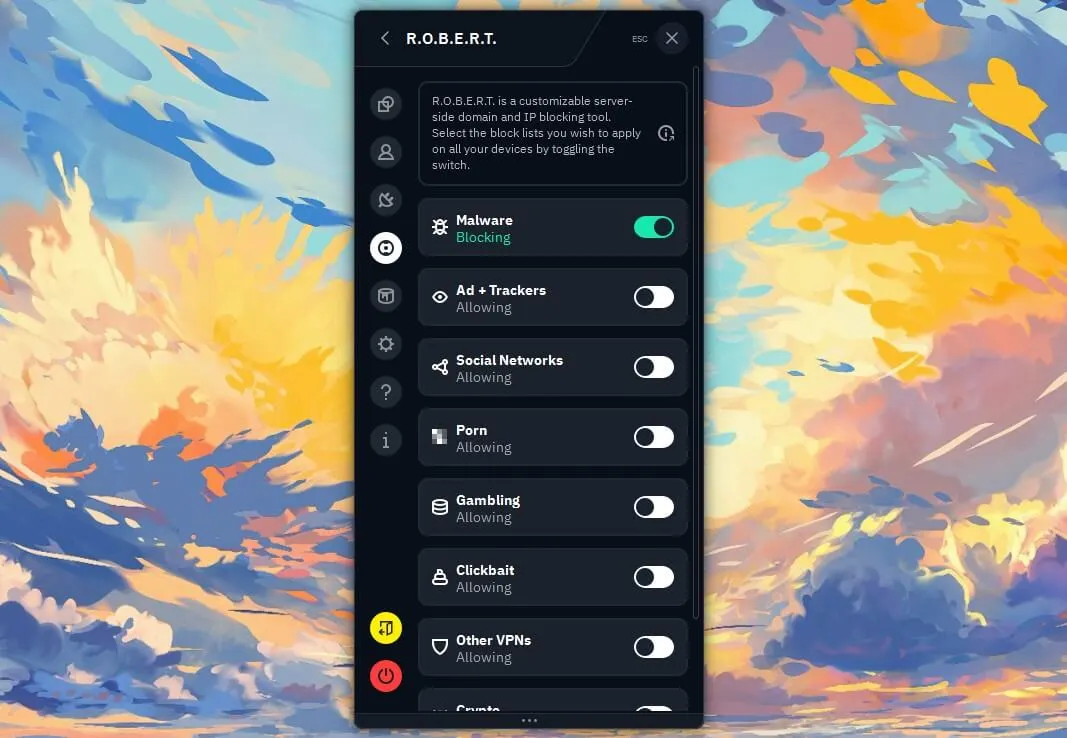 R.O.B.E.R.T.
ESC
R.O.B.E.R.T. is a customizable server-
side domain and IP blocking tool.
Select the block lists you wish to apply
on all your devices by toggling the
switch.
Malware
Blocking
Ad + Trackers
Allowing
Social Networks
Allowing
Porn
Allowing
Gambling
Allowing
Clickbait
Allowing
Other VPNs
Allowing
Crypto